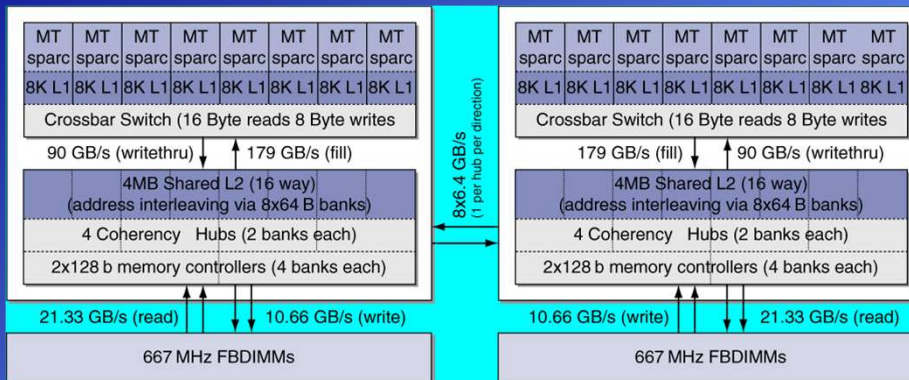 MT MT MT MT MT MT MT MT
sparc sparc sparc sparc sparc sparc sparc sparc
8K L1 8K L1 8K L1 8K L1 8K L1 8K L1 8K L1 8K L1
Crossbar Switch (16 Byte reads 8 Byte writes
90 GB/s (writethru) 179 GB/s (fill)
4MB Shared L2 (16 way)
(address interleaving via 8x64 B banks)
4 Coherency Hubs (2 banks each)
2x128 b memory controllers (4 banks each)
21.33 GB/s (read) 10.66 GB/s (write)
667 MHz FBDIMMs
8x6.4 GB/s
(1 per hub per direction)
MT MT MT MT MT MT MT MT
sparc sparc sparc sparc sparc sparc sparc sparc
8K L1 8K L1 8K L1 8K L1 8K L1 8K L1 8K L1 8K L1
Crossbar Switch (16 Byte reads 8 Byte writes
179 GB/s (fill) 90 GB/s (writethru)
4MB Shared L2 (16 way)
(address interleaving via 8x64 B banks)
4 Coherency Hubs (2 banks each)
2x128 b memory controllers (4 banks each)
10.66 GB/s (write) 21.33 GB/s (read)
667 MHz FBDIMMs